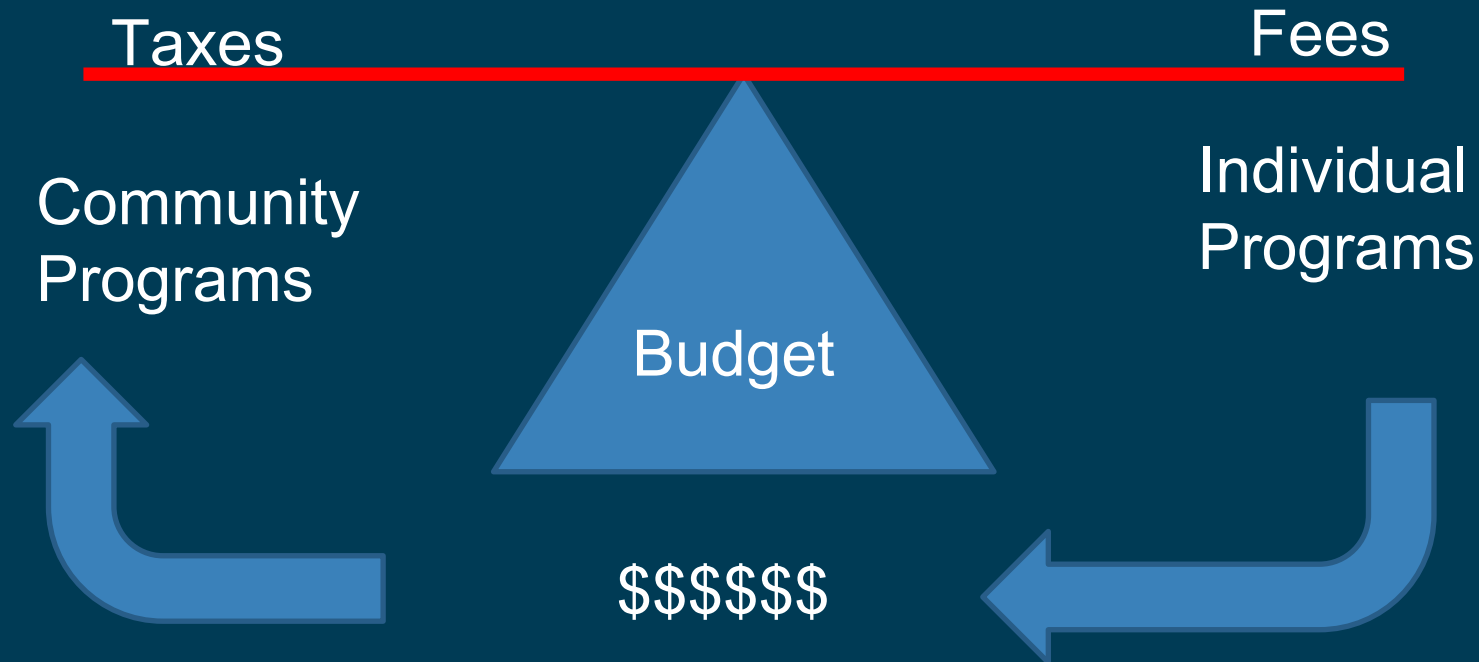 Taxes
Fees
Community
Programs
Individual
Programs
Budget
$$$$$$